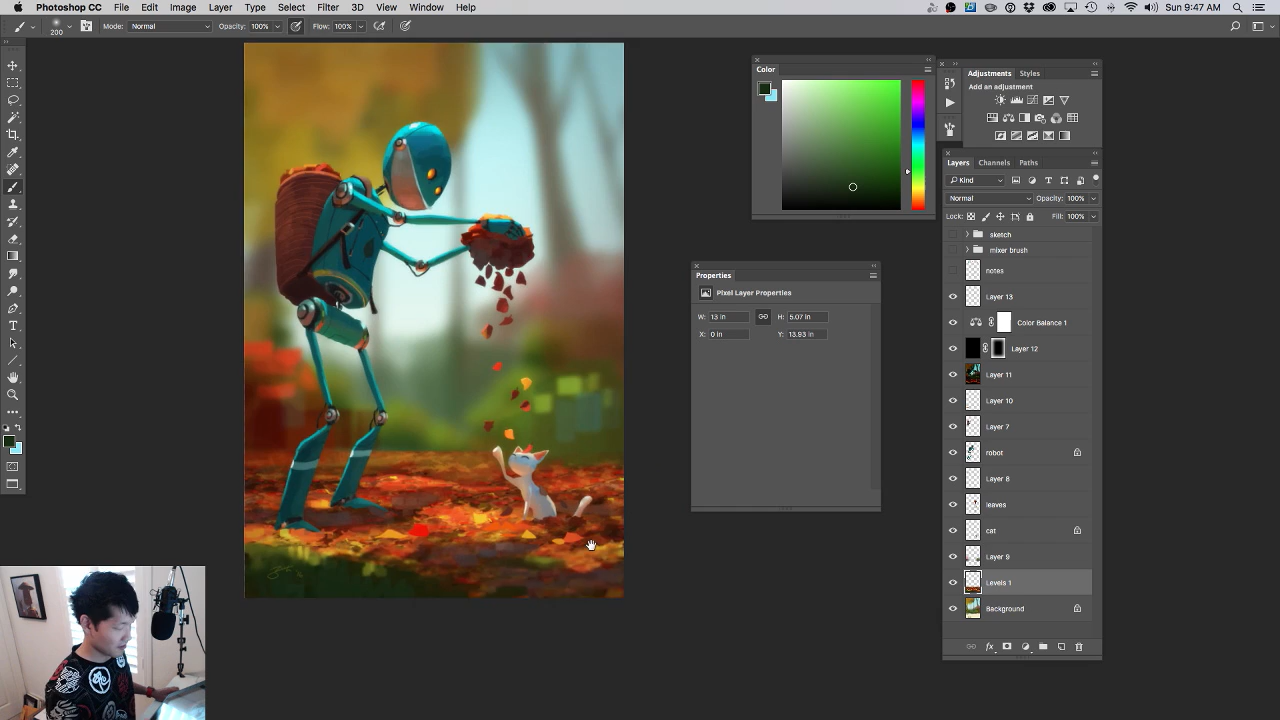 Photoshop CC File Edit Image Layer Type Select Filter 3D View Window Help Sun 9:47 AM
200 Mode: Normal Opacity: 100% Flow: 100%
Color
Properties
Pixel Layer Properties
W: 13 in H: 5.07 in
X: 0 in Y: 13.93 in
Adjustments Styles
Add an adjustment
Layers Channels Paths
Kind
Normal Opacity: 100%
Lock: Fill: 100%
sketch
mixer brush
notes
Layer 13
Color Balance 1
Layer 12
Layer 11
Layer 10
Layer 7
robot
Layer 8
leaves
cat
Layer 9
Levels 1
Background
fx